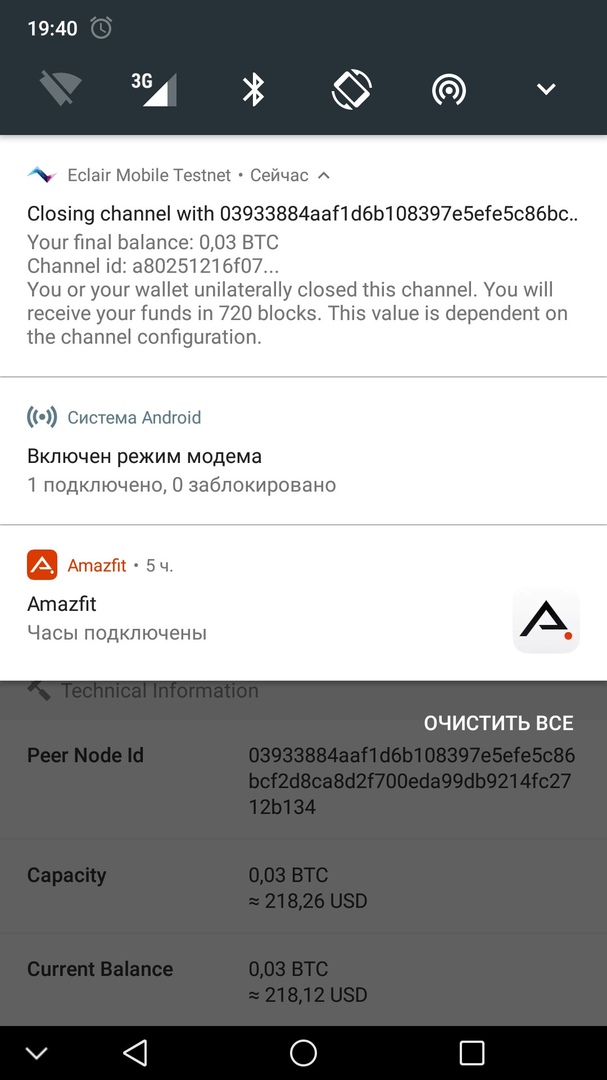 19:40
3G
Eclair Mobile Testnet • Сейчас
Closing channel with 03933884aaf1d6b108397e5efe5c86bc..
Your final balance: 0,03 BTC
Channel id: a80251216f07...
You or your wallet unilaterally closed this channel. You will
receive your funds in 720 blocks. This value is dependent on
the channel configuration.
Система Android
Включен режим модема
1 подключено, 0 заблокировано
Amazfit • 5 ч.
Amazfit
Часы подключены
Technical Information
ОЧИСТИТЬ ВСЕ
Peer Node Id
03933884aaf1d6b108397e5efe5c86
bcf2d8ca8d2f700eda99db9214fc27
12b134
Capacity
0,03 BTC
≈ 218,26 USD
Current Balance
0,03 BTC
≈ 218,12 USD